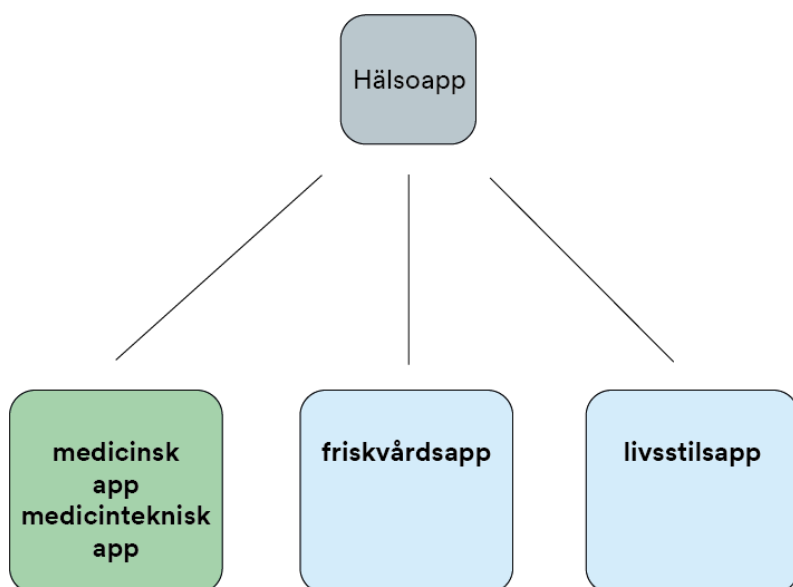 Hälsoapp
medicinsk
app
medicinteknisk
app
friskvårdsapp
livsstilsapp